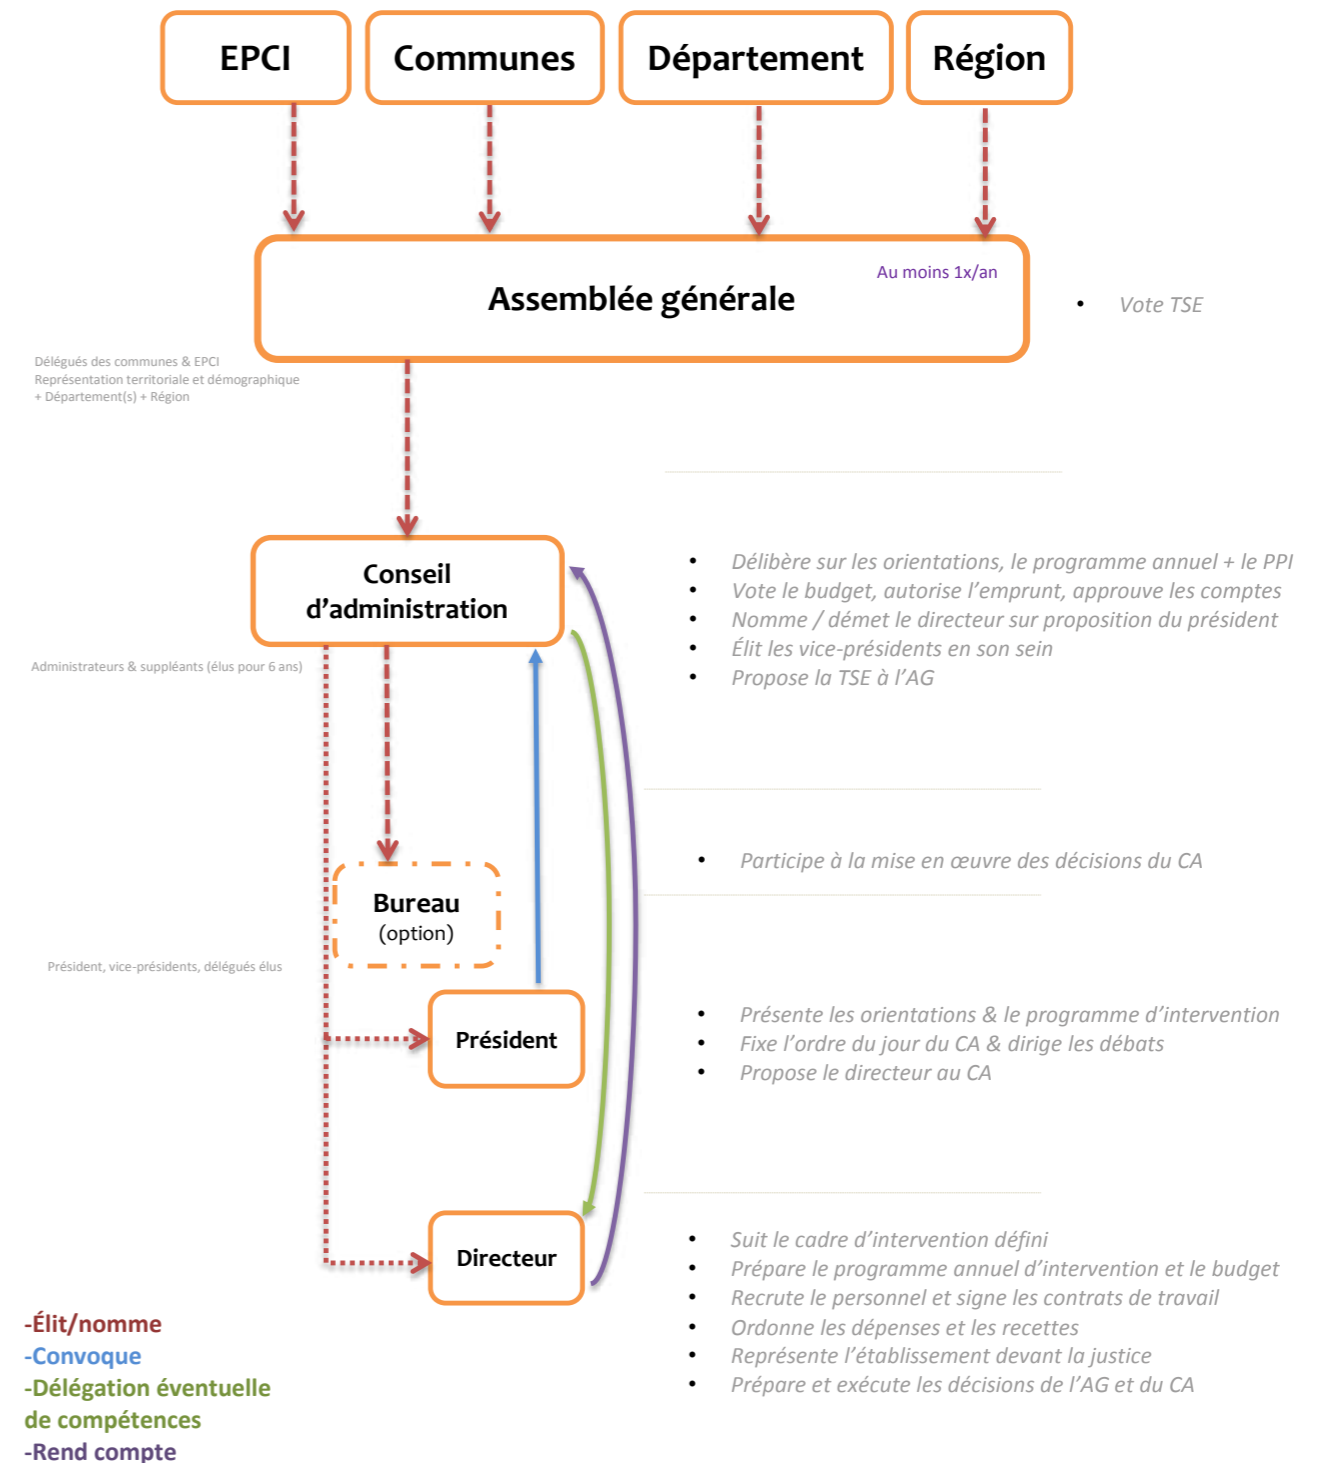 EPCI
Communes
Département
Région
Au moins 1x/an
Assemblée générale
• Vote TSE
Délégués des communes & EPCI
Représentation territoriale et démographique
+ Département(s) + Région
Conseil
d’administration
• Délibère sur les orientations, le programme annuel + le PPI
• Vote le budget, autorise l’emprunt, approuve les comptes
• Nomme / démet le directeur sur proposition du président
• Élit les vice-présidents en son sein
• Propose la TSE à l’AG
Administrateurs & suppléants (élus pour 6 ans)
Bureau
(option)
• Participe à la mise en œuvre des décisions du CA
Président, vice-présidents, délégués élus
Président
• Présente les orientations & le programme d’intervention
• Fixe l’ordre du jour du CA & dirige les débats
• Propose le directeur au CA
Directeur
• Suit le cadre d’intervention défini
• Prépare le programme annuel d’intervention et le budget
• Recrute le personnel et signe les contrats de travail
• Ordonne les dépenses et les recettes
• Représente l’établissement devant la justice
• Prépare et exécute les décisions de l’AG et du CA
-Élit/nomme
-Convoque
-Délégation éventuelle
de compétences
-Rend compte